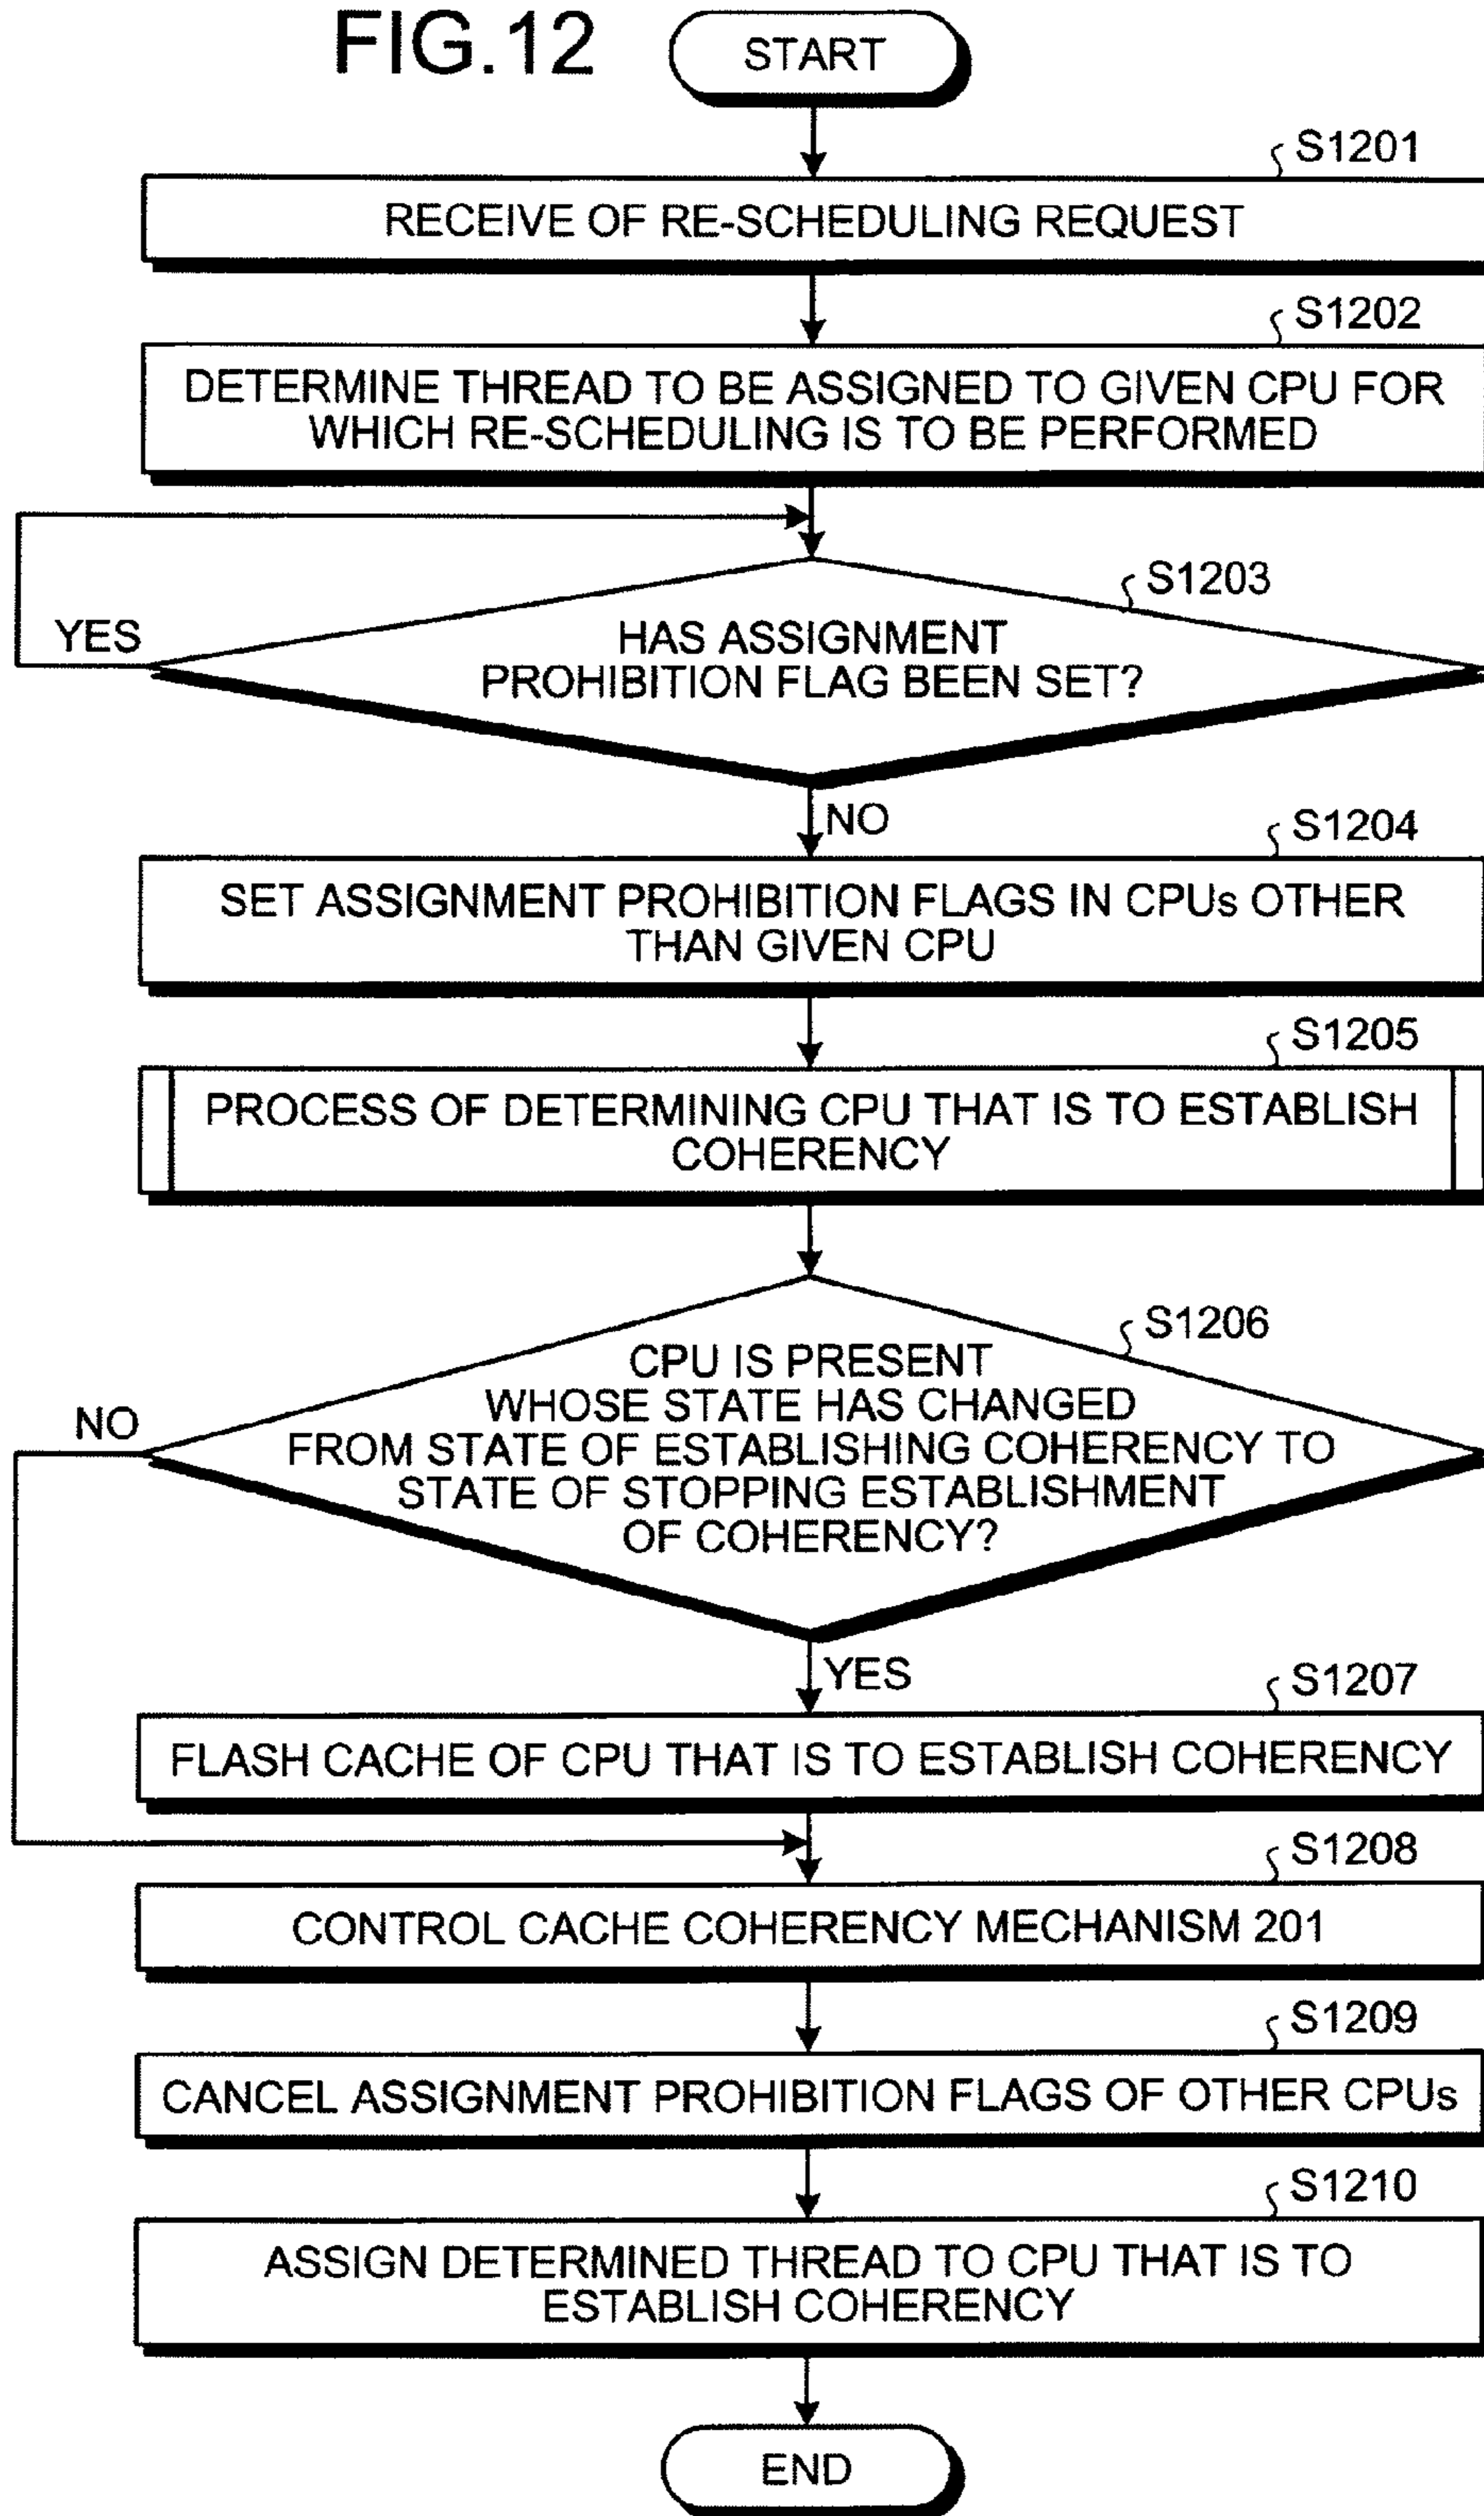 FIG.12
START
S1201
RECEIVE OF RE-SCHEDULING REQUEST
S1202
DETERMINE THREAD TO BE ASSIGNED TO GIVEN CPU FOR
WHICH RE-SCHEDULING IS TO BE PERFORMED
S1203
YES
HAS ASSIGNMENT
PROHIBITION FLAG BEEN SET?
NO
S1204
SET ASSIGNMENT PROHIBITION FLAGS IN CPUs OTHER
THAN GIVEN CPU
S1205
PROCESS OF DETERMINING CPU THAT IS TO ESTABLISH
COHERENCY
S1206
NO
CPU IS PRESENT
WHOSE STATE HAS CHANGED
FROM STATE OF ESTABLISHING COHERENCY TO
STATE OF STOPPING ESTABLISHMENT
OF COHERENCY?
YES
S1207
FLASH CACHE OF CPU THAT IS TO ESTABLISH COHERENCY
S1208
CONTROL CACHE COHERENCY MECHANISM 201
S1209
CANCEL ASSIGNMENT PROHIBITION FLAGS OF OTHER CPUs
S1210
ASSIGN DETERMINED THREAD TO CPU THAT IS TO
ESTABLISH COHERENCY
END